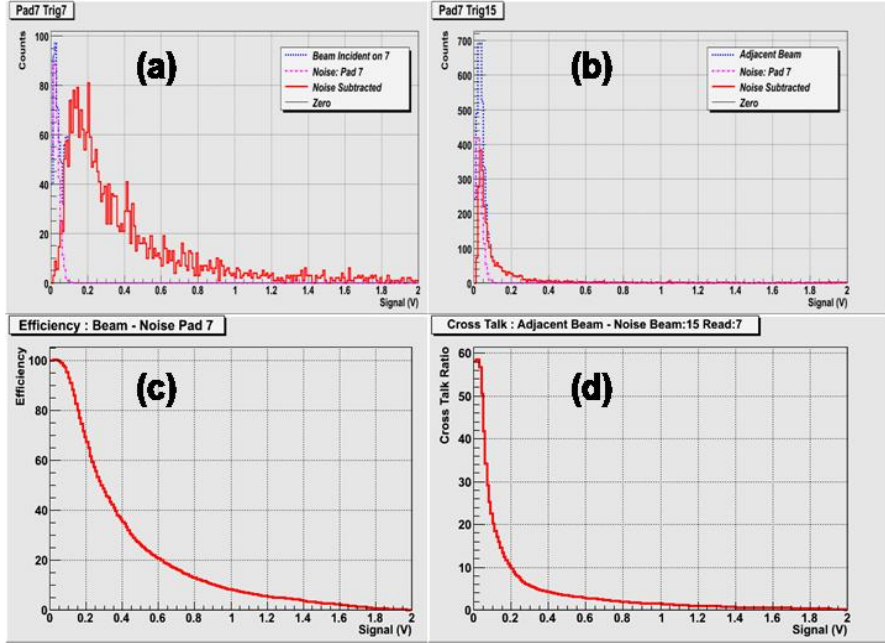 Pad7 Trig7
Counts
(a)
Beam Incident on 7
Noise: Pad 7
Noise Subtracted
Zero
100
80
60
40
20
0
0 0.2 0.4 0.6 0.8 1 1.2 1.4 1.6 1.8 2
Signal (V)
Pad7 Trig15
Counts
(b)
Adjacent Beam
Noise: Pad 7
Noise Subtracted
Zero
700
600
500
400
300
200
100
0
0 0.2 0.4 0.6 0.8 1 1.2 1.4 1.6 1.8 2
Signal (V)
Efficiency : Beam - Noise Pad 7
Efficiency
(c)
100
80
60
40
20
0
0 0.2 0.4 0.6 0.8 1 1.2 1.4 1.6 1.8 2
Signal (V)
Cross Talk : Adjacent Beam - Noise Beam:15 Read:7
Cross Talk Ratio
(d)
60
50
40
30
20
10
0
0 0.2 0.4 0.6 0.8 1 1.2 1.4 1.6 1.8 2
Signal (V)